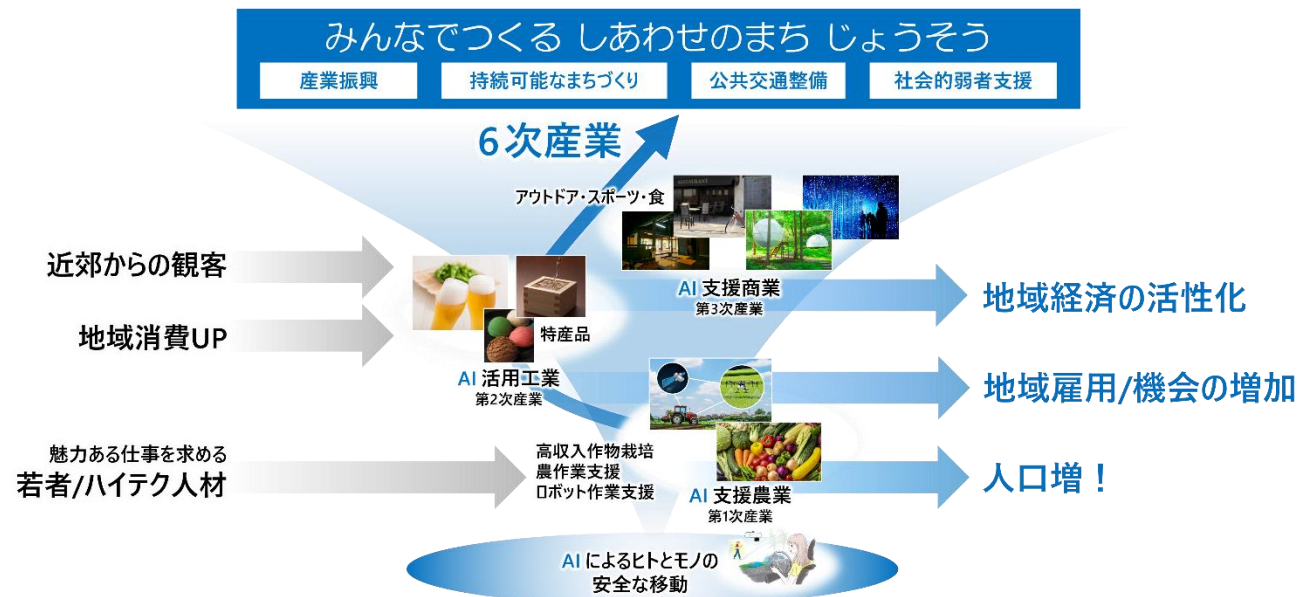 みんなでつくる しあわせのまち じょうそう
産業振興
持続可能なまちづくり
公共交通整備
社会的弱者支援
6次産業
アウトドア・スポーツ・食
近郊からの観客
地域消費UP
特産品
AI 活用工業
第2次産業
AI 支援商業
第3次産業
地域経済の活性化
地域雇用/機会の増加
魅力ある仕事を求める
若者/ハイテク人材
高収入作物栽培
農作業支援
ロボット作業支援
AI 支援農業
第1次産業
人口増！
AI によるヒトとモノの
安全な移動